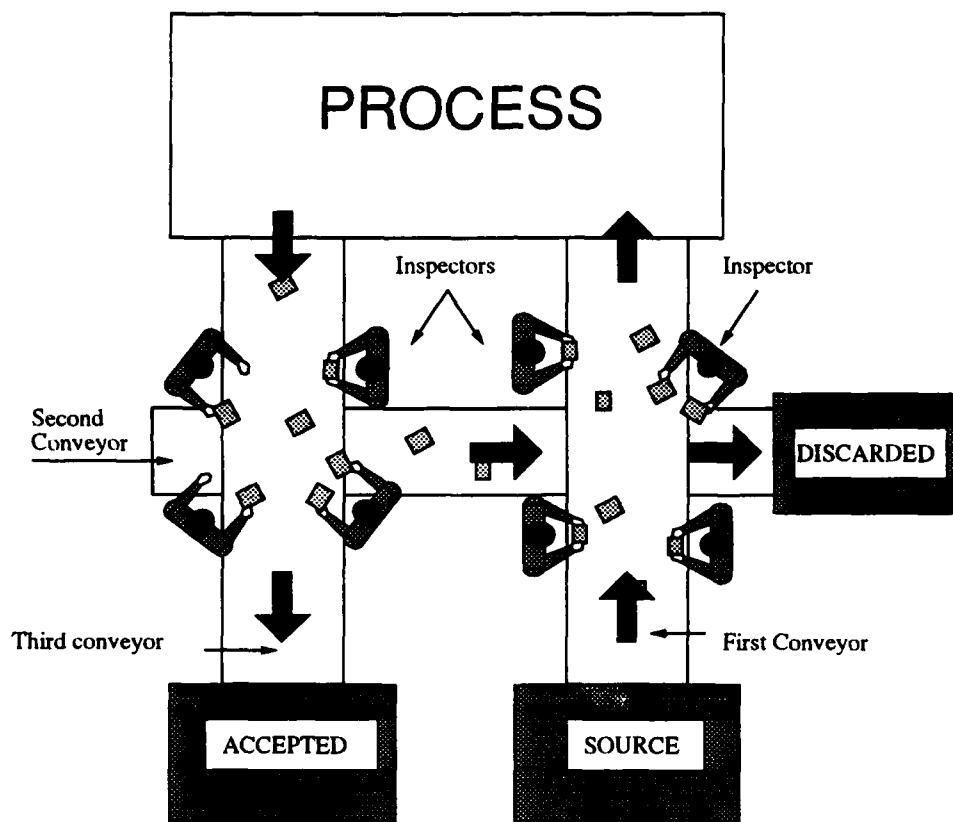 PROCESS
Inspectors
Inspector
Second
Conveyor
DISCARDED
Third conveyor
First Conveyor
ACCEPTED
SOURCE